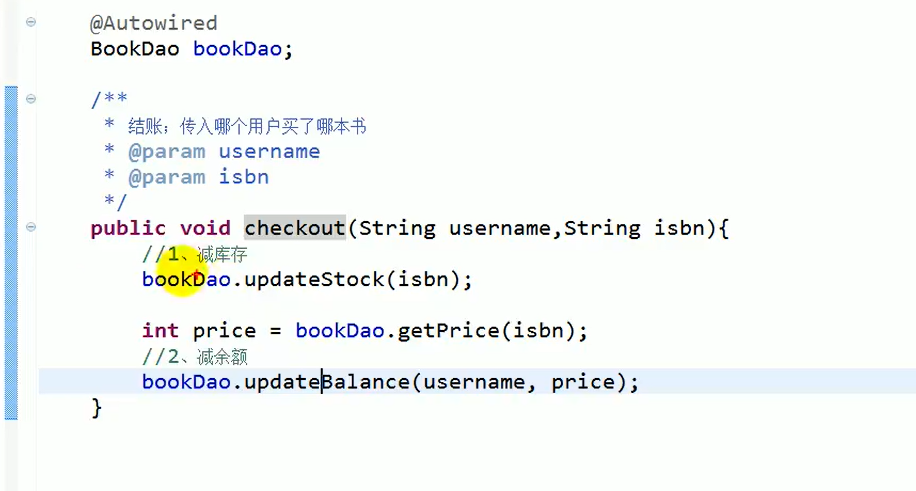 @Autowired
BookDao bookDao;
/**
* 结账；传入哪个用户买了哪本书
* @param username
* @param isbn
*/
public void checkout(String username,String isbn){
//1、减库存
bookDao.updateStock(isbn);
int price = bookDao.getPrice(isbn);
//2、减余额
bookDao.updateBalance(username, price);
}